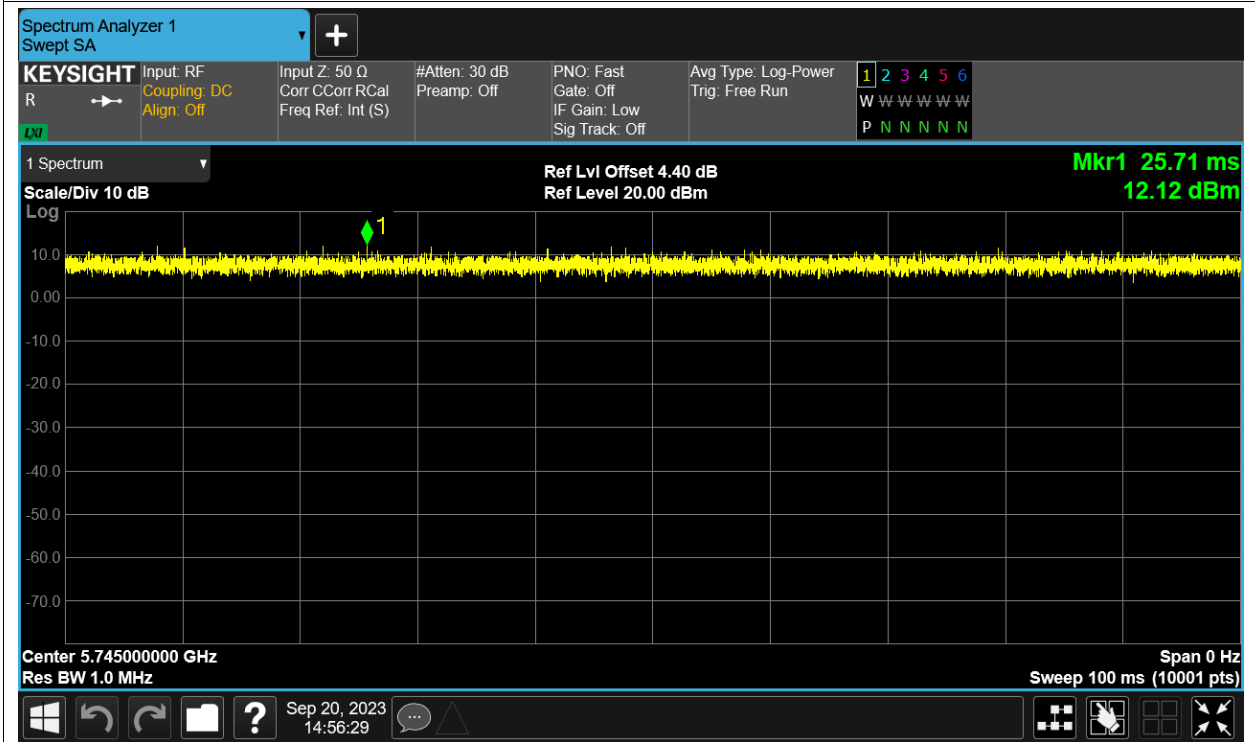 Spectrum Analyzer 1
Swept SA
KEYSIGHT
R
LXI
Input: RF
Coupling: DC
Align: Off
Input Z: 50 Ω
Corr CCorr RCal
Freq Ref: Int (S)
#Atten: 30 dB
Preamp: Off
PNO: Fast
Gate: Off
IF Gain: Low
Sig Track: Off
Avg Type: Log-Power
Trig: Free Run
1 2 3 4 5 6
W W W W W W
P N N N N N
1 Spectrum
Scale/Div 10 dB
Ref Lvl Offset 4.40 dB
Ref Level 20.00 dBm
Mkr1 25.71 ms
12.12 dBm
Log
1
10.0
0.00
-10.0
-20.0
-30.0
-40.0
-50.0
-60.0
-70.0
Center 5.745000000 GHz
Res BW 1.0 MHz
Span 0 Hz
Sweep 100 ms (10001 pts)
?
Sep 20, 2023
14:56:29